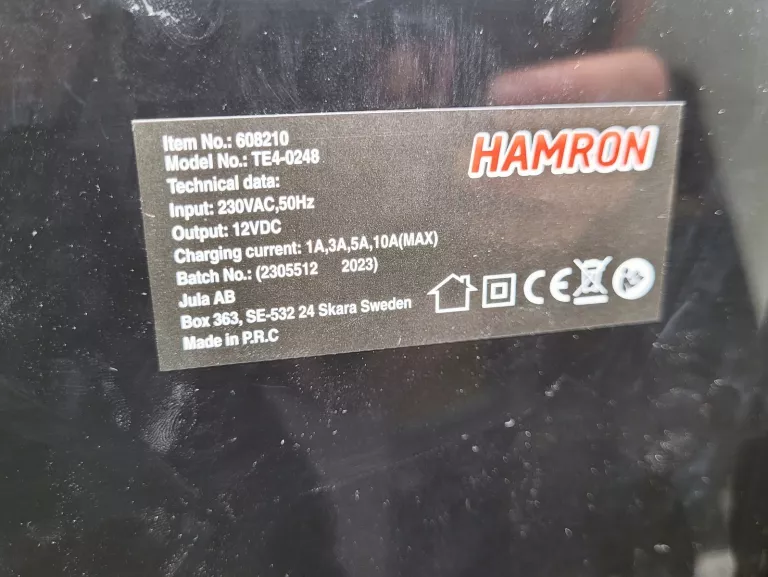 HAMRON
Item No.: 608210
Model No.: TE4-0248
Technical data:
Input: 230VAC,50Hz
Output: 12VDC
Charging current: 1A,3A,5A,10A(MAX)
Batch No.: (2305512 2023)
Jula AB
Box 363, SE-532 24 Skara Sweden
Made in P.R.C
CE